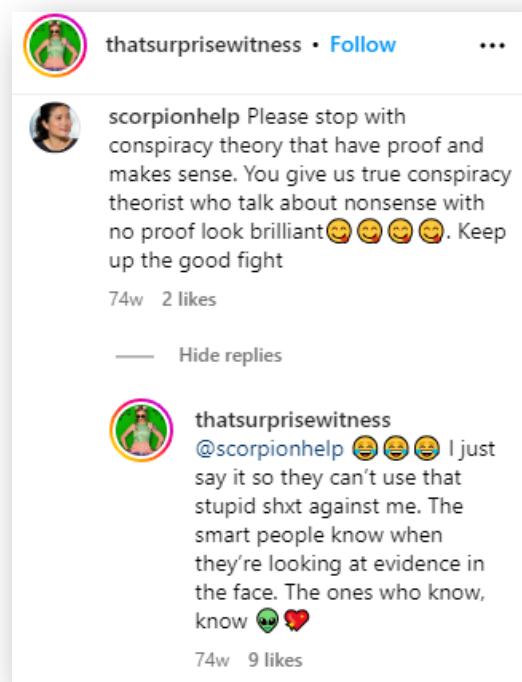 thatsurprisewitness • Follow •••
scorpionhelp Please stop with
conspiracy theory that have proof and
makes sense. You give us true conspiracy
theorist who talk about nonsense with
no proof look brilliant😋😋😋😋. Keep
up the good fight
74w 2 likes
Hide replies
thatsurprisewitness
@scorpionhelp 😂😂😂 I just
say it so they can’t use that
stupid shxt against me. The
smart people know when
they’re looking at evidence in
the face. The ones who know,
know 👽💖
74w 9 likes